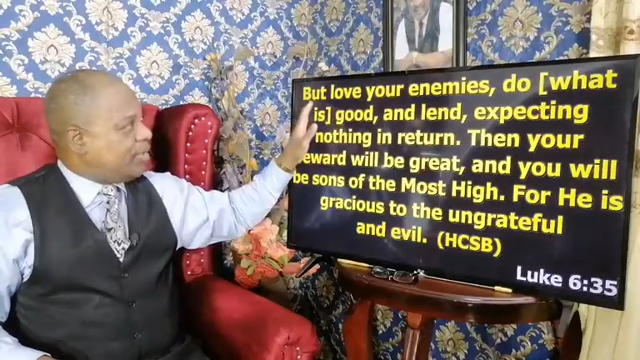 But love your enemies, do [what
is] good, and lend, expecting
nothing in return. Then your
reward will be great, and you will
be sons of the Most High. For He is
gracious to the ungrateful
and evil. (HCSB)
Luke 6:35